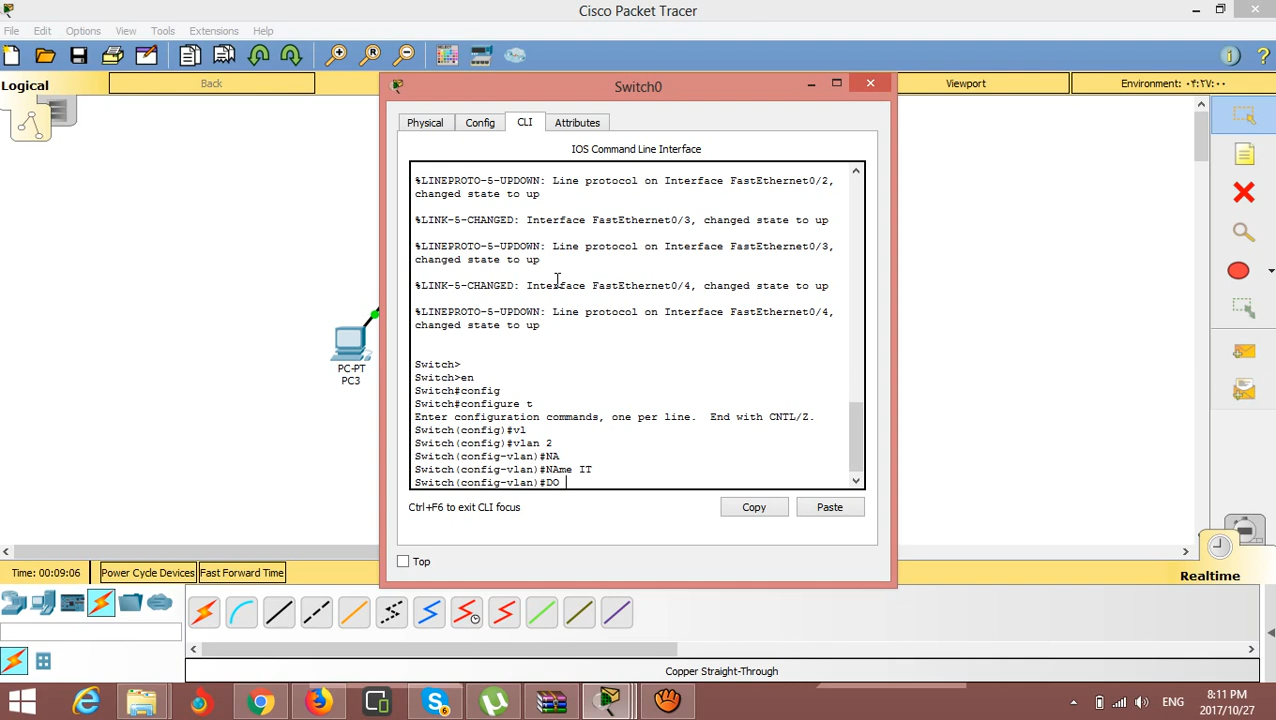 Cisco Packet Tracer
File Edit Options View Tools Extensions Help
Logical
Back
Viewport
Environment: ۰۴:۲۷:۰۰
Switch0
Physical Config CLI Attributes
IOS Command Line Interface
%LINEPROTO-5-UPDOWN: Line protocol on Interface FastEthernet0/2,
changed state to up
%LINK-5-CHANGED: Interface FastEthernet0/3, changed state to up
%LINEPROTO-5-UPDOWN: Line protocol on Interface FastEthernet0/3,
changed state to up
%LINK-5-CHANGED: Interface FastEthernet0/4, changed state to up
%LINEPROTO-5-UPDOWN: Line protocol on Interface FastEthernet0/4,
changed state to up
Switch>
Switch>en
Switch#config
Switch#configure t
Enter configuration commands, one per line. End with CNTL/Z.
Switch(config)#vl
Switch(config)#vlan 2
Switch(config-vlan)#NA
Switch(config-vlan)#NAme IT
Switch(config-vlan)#DO
Ctrl+F6 to exit CLI focus
Copy
Paste
Top
PC-PT
PC3
Time: 00:09:06
Power Cycle Devices
Fast Forward Time
Realtime
Copper Straight-Through
ENG
8:11 PM
2017/10/27